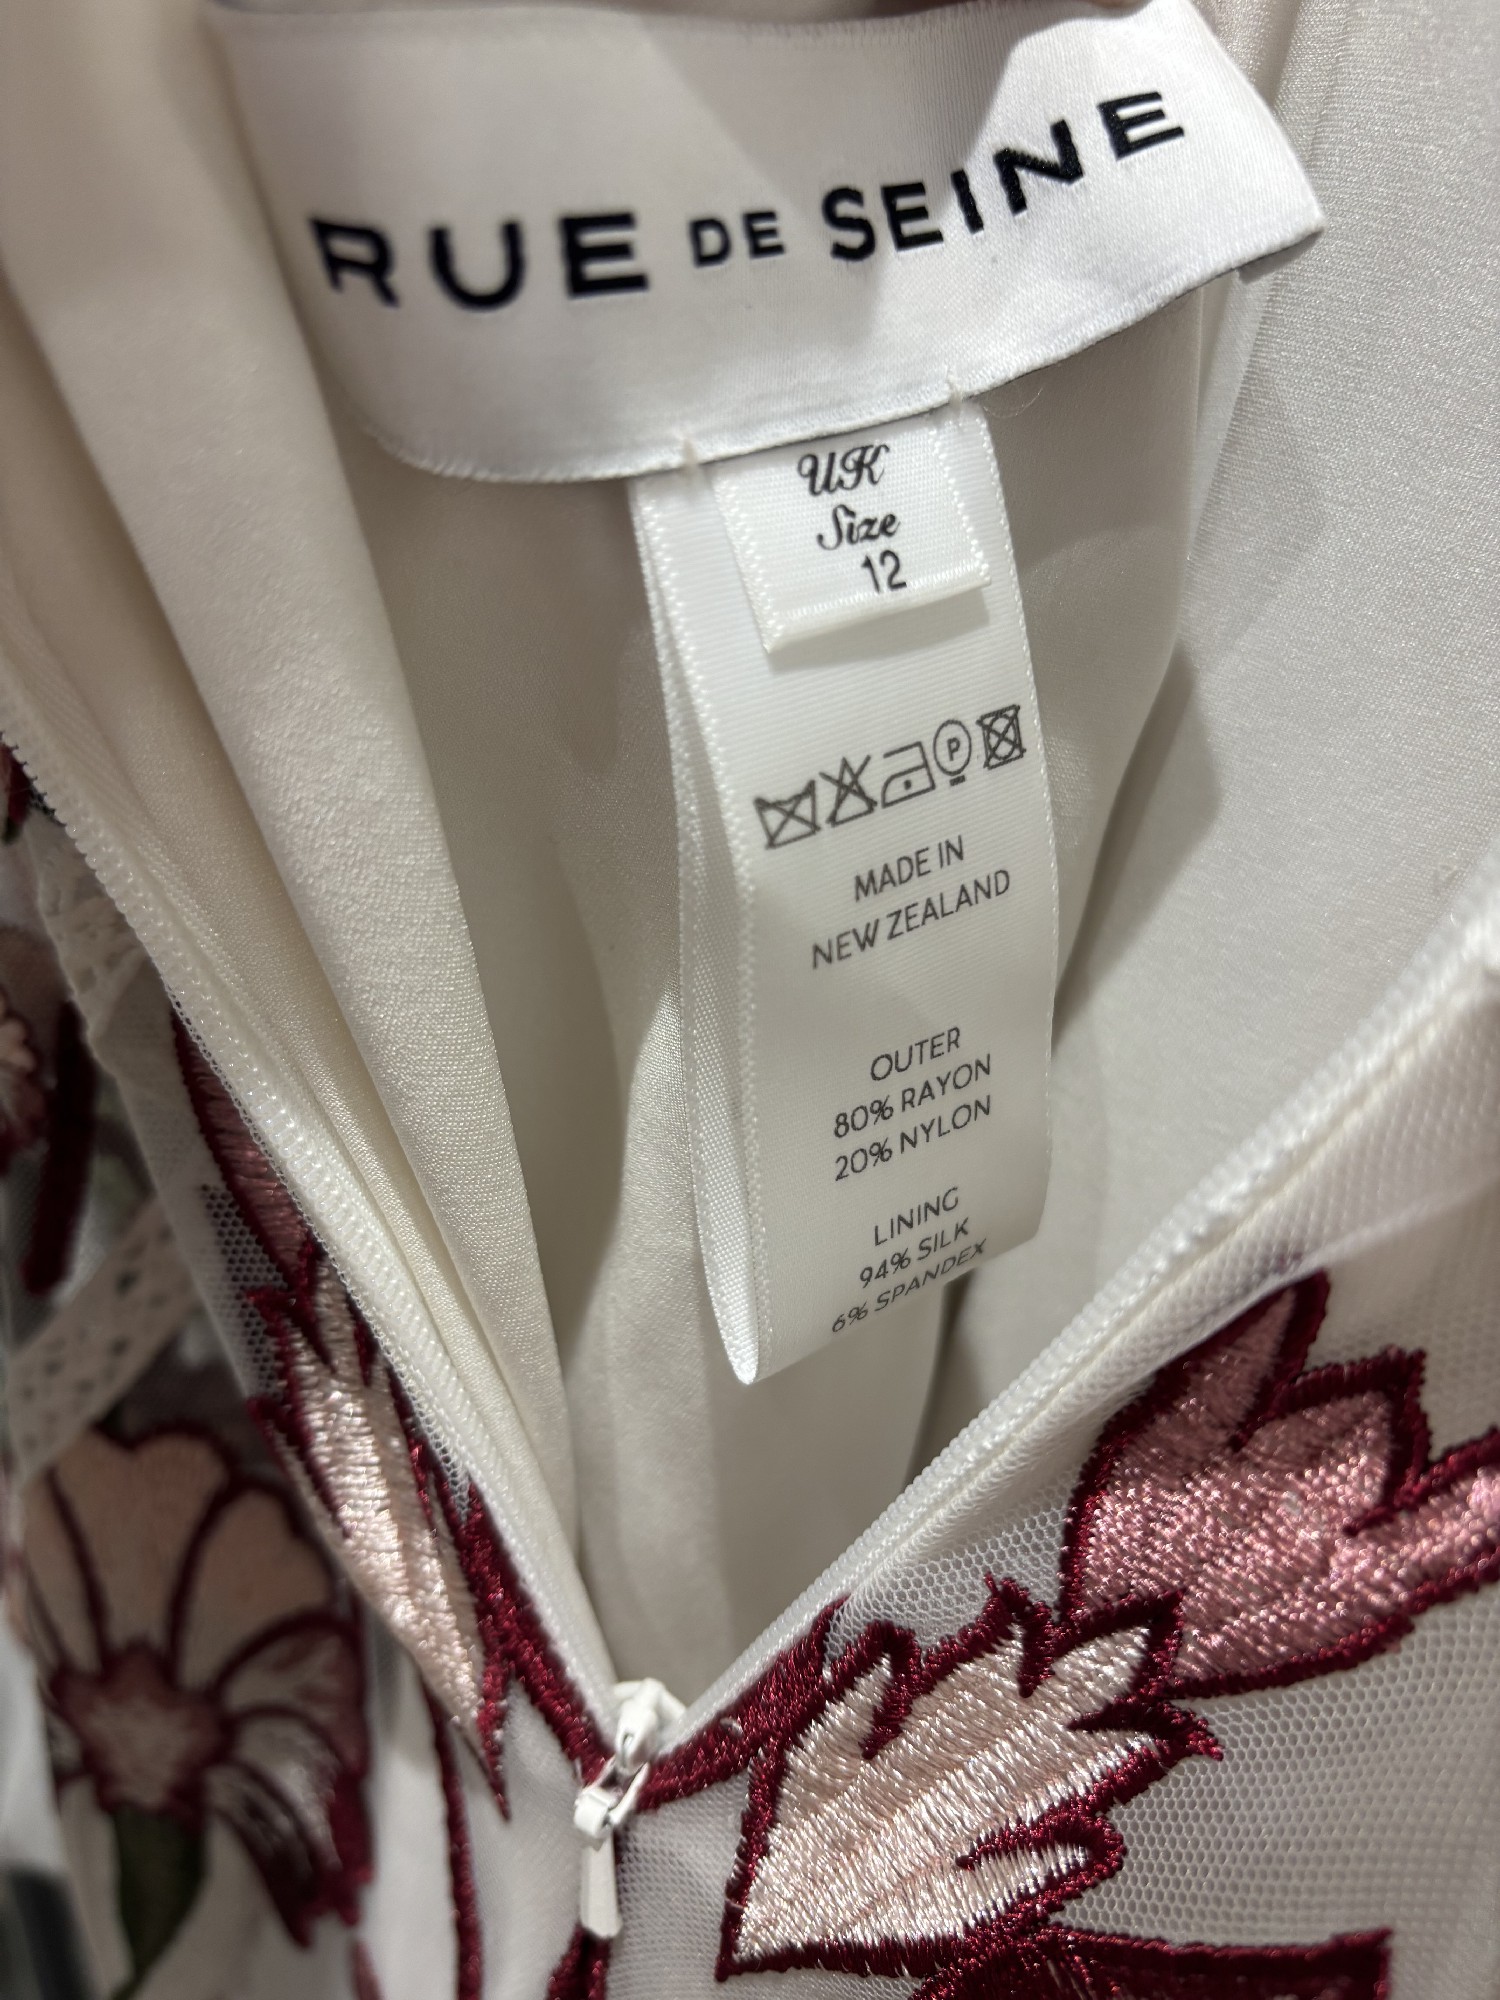 RUE DE SEINE
UK
Size
12
P
MADE IN
NEW ZEALAND
OUTER
80% RAYON
20% NYLON
LINING
94% SILK
6% SPANDEX